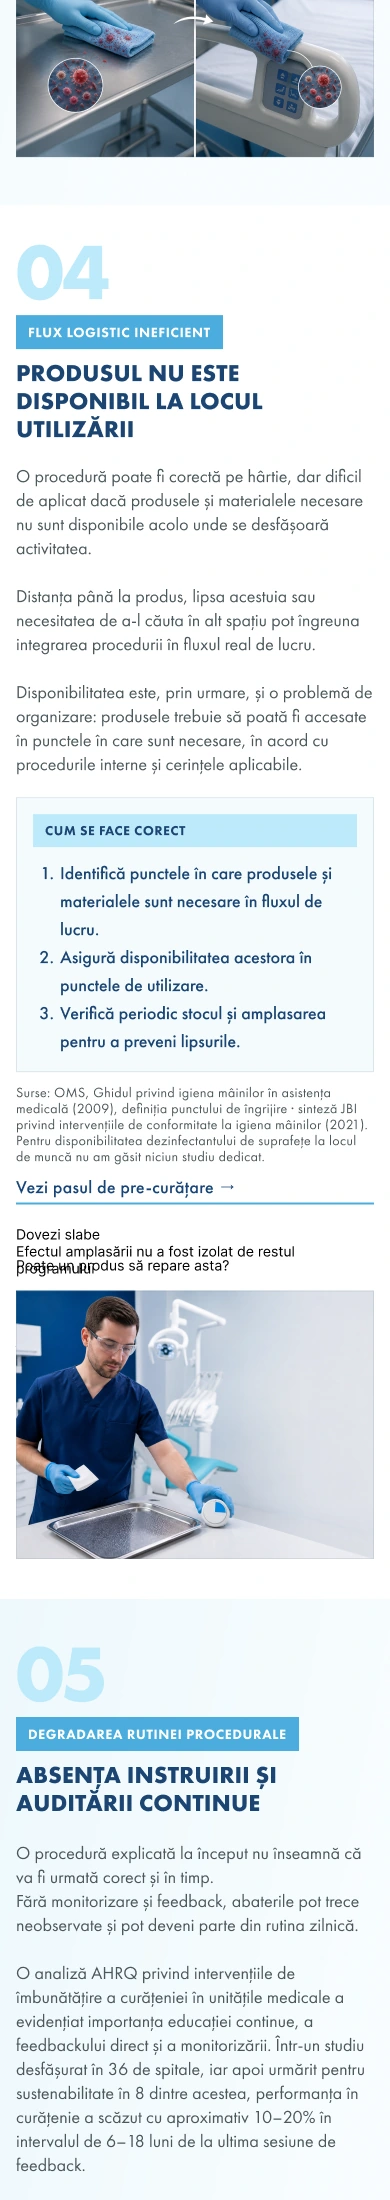 04
FLUX LOGISTIC INEFICIENT
PRODUSUL NU ESTE
DISPONIBIL LA LOCUL
UTILIZĂRII
O procedură poate fi corectă pe hârtie, dar dificil
de aplicat dacă produsele și materialele necesare
nu sunt disponibile acolo unde se desfășoară
activitatea.
Distanța până la produs, lipsa acestuia sau
necesitatea de a-l căuta în alt spațiu pot îngreuna
integrarea procedurii în fluxul real de lucru.
Disponibilitatea este, prin urmare, și o problemă de
organizare: produsele trebuie să poată fi accesate
în punctele în care sunt necesare, în acord cu
procedurile interne și cerințele aplicabile.
CUM SE FACE CORECT
1. Identifică punctele în care produsele și
materialele sunt necesare în fluxul de
lucru.
2. Asigură disponibilitatea acestora în
punctele de utilizare.
3. Verifică periodic stocul și amplasarea
pentru a preveni lipsurile.
Surse: OMS, Ghidul privind igiena mâinilor în asistența
medicală (2009), definiția punctului de îngrijire · sinteză JBI
privind intervențiile de conformitate la igiena mâinilor (2021).
Pentru disponibilitatea dezinfectantului de suprafețe la locul
de muncă nu am găsit niciun studiu dedicat.
Vezi pasul de pre-curățare →
Dovezi slabe
Efectul amplasării nu a fost izolat de restul
programului
Poate un produs să repare asta?
05
DEGRADAREA RUTINEI PROCEDURALE
ABSENȚA INSTRUIRII ȘI
AUDITĂRII CONTINUE
O procedură explicată la început nu înseamnă că
va fi urmată corect și în timp.
Fără monitorizare și feedback, abaterile pot trece
neobservate și pot deveni parte din rutina zilnică.
O analiză AHRQ privind intervențiile de
îmbunătățire a curățeniei în unitățile medicale a
evidențiat importanța educației continue, a
feedbackului direct și a monitorizării. Într-un studiu
desfășurat în 36 de spitale, iar apoi urmărit pentru
sustenabilitate în 8 dintre acestea, performanța în
curățenie a scăzut cu aproximativ 10–20% în
intervalul de 6–18 luni de la ultima sesiune de
feedback.